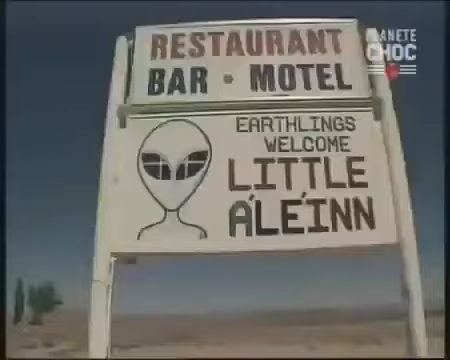 RESTAURANT
BAR • MOTEL
EARTHLINGS
WELCOME
LITTLE
A'LE'INN
PLANETE
CHOC